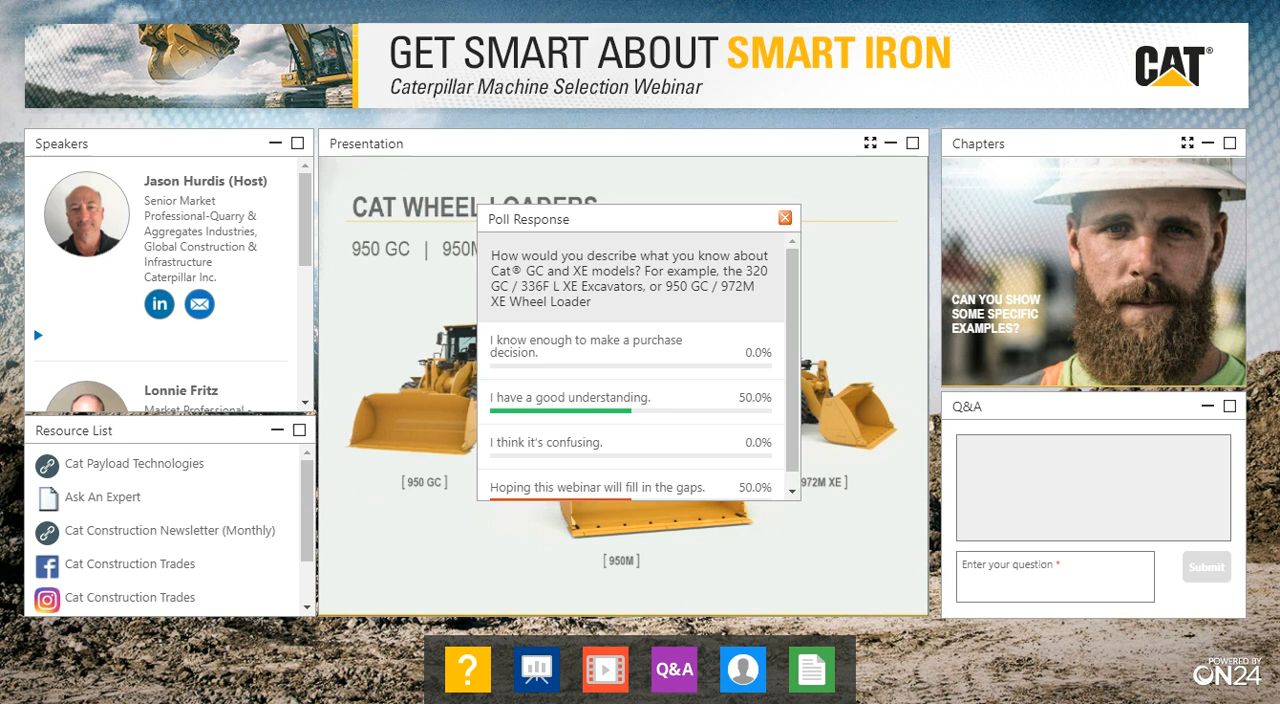 GET SMART ABOUT SMART IRON
Caterpillar Machine Selection Webinar
CAT®
Speakers
Jason Hurdis (Host)
Senior Market
Professional-Quarry &
Aggregates Industries,
Global Construction &
Infrastructure
Caterpillar Inc.
in
Lonnie Fritz
Market Professional -
Resource List
Cat Payload Technologies
Ask An Expert
Cat Construction Newsletter (Monthly)
Cat Construction Trades
Cat Construction Trades
Presentation
CAT WHEEL LOADERS
950 GC | 950M
[ 950 GC ]
972M XE ]
[ 950M ]
Poll Response
How would you describe what you know about
Cat® GC and XE models? For example, the 320
GC / 336F L XE Excavators, or 950 GC / 972M
XE Wheel Loader
I know enough to make a purchase
decision. 0.0%
I have a good understanding. 50.0%
I think it's confusing. 0.0%
Hoping this webinar will fill in the gaps. 50.0%
Chapters
CAN YOU SHOW
SOME SPECIFIC
EXAMPLES?
Q&A
Enter your question *
Submit
?
Q&A
POWERED BY
ON24